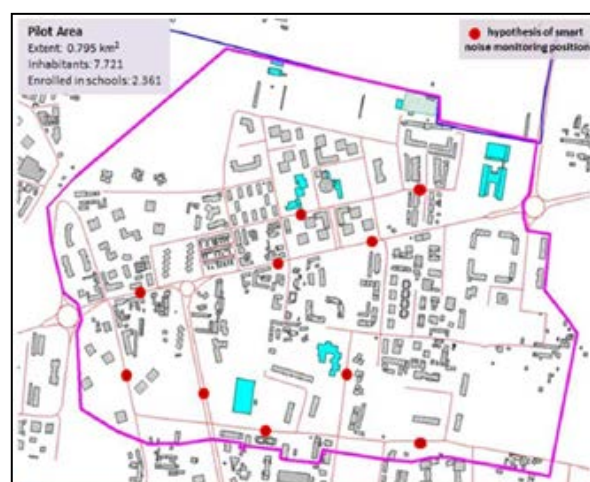 Pilot Area
Extent: 0.795 km²
Inhabitants: 7.721
Enrolled in schools: 2.361
hypothesis of smart
noise monitoring position